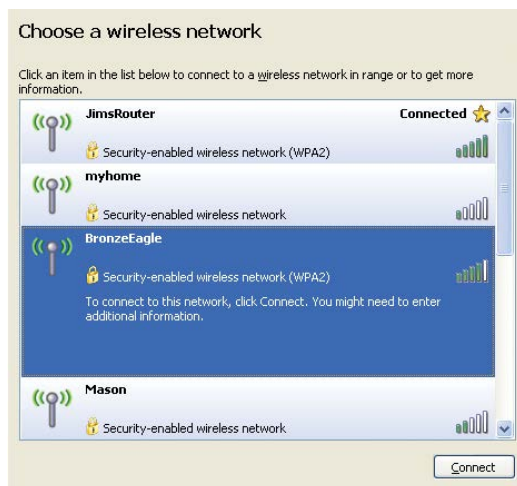 Choose a wireless network
Click an item in the list below to connect to a wireless network in range or to get more
information.
JimsRouter Connected
Security-enabled wireless network (WPA2)
myhome
Security-enabled wireless network
BronzeEagle
Security-enabled wireless network (WPA2)
To connect to this network, click Connect. You might need to enter
additional information.
Mason
Security-enabled wireless network
Connect